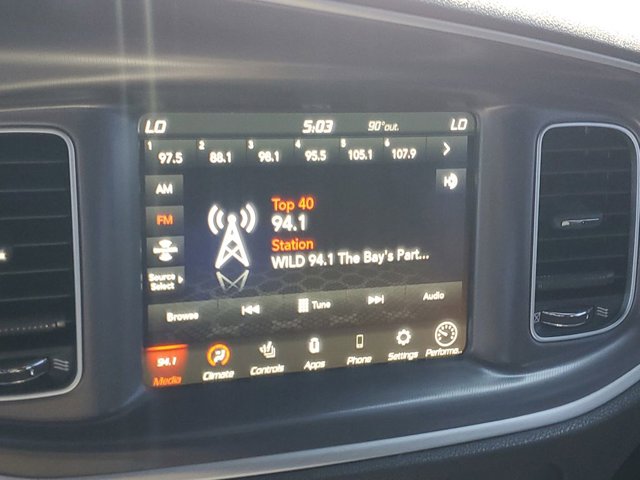 LO 5:03 90°out. LO
1 97.5 2 88.1 3 98.1 4 95.5 5 105.1 6 107.9
AM
FM
Source
Select
Top 40
94.1
Station
WILD 94.1 The Bay's Part...
Browse Tune Audio
94.1
Media Climate Controls Apps Phone Settings Performa...